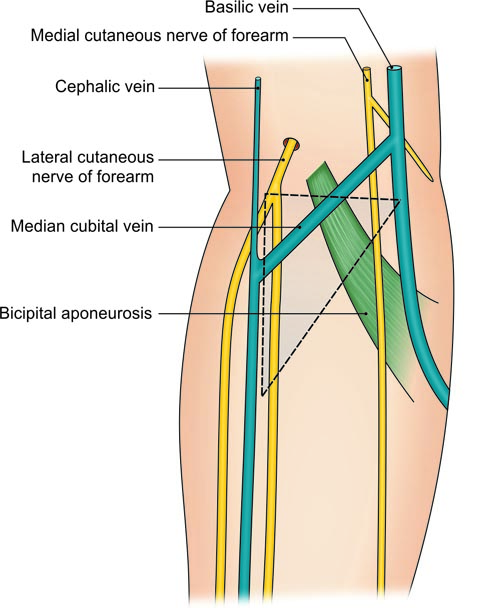 Basilic vein
Medial cutaneous nerve of forearm
Cephalic vein
Lateral cutaneous
nerve of forearm
Median cubital vein
Bicipital aponeurosis